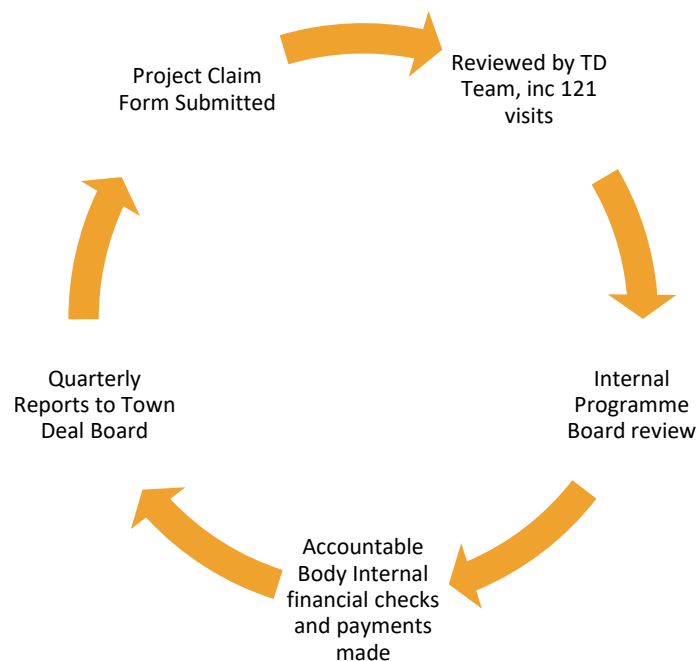 Project Claim
Form Submitted
Reviewed by TD
Team, inc 121
visits
Internal
Programme
Board review
Accountable
Body Internal
financial checks
and payments
made
Quarterly
Reports to Town
Deal Board